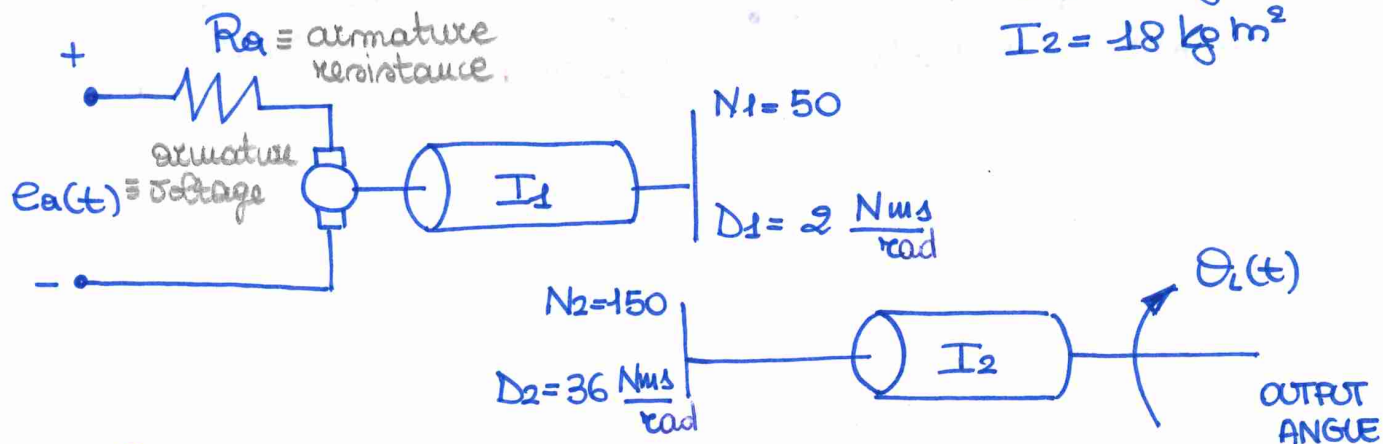 I2 = 18 kg m²
Ra ≡ armature
resistance
+
N1 = 50
armature
ea(t) ≡ voltage
I1
D1 = 2 Nms/rad
-
θL(t)
N2=150
I2
D2 = 36 Nms/rad
OUTPUT
ANGLE